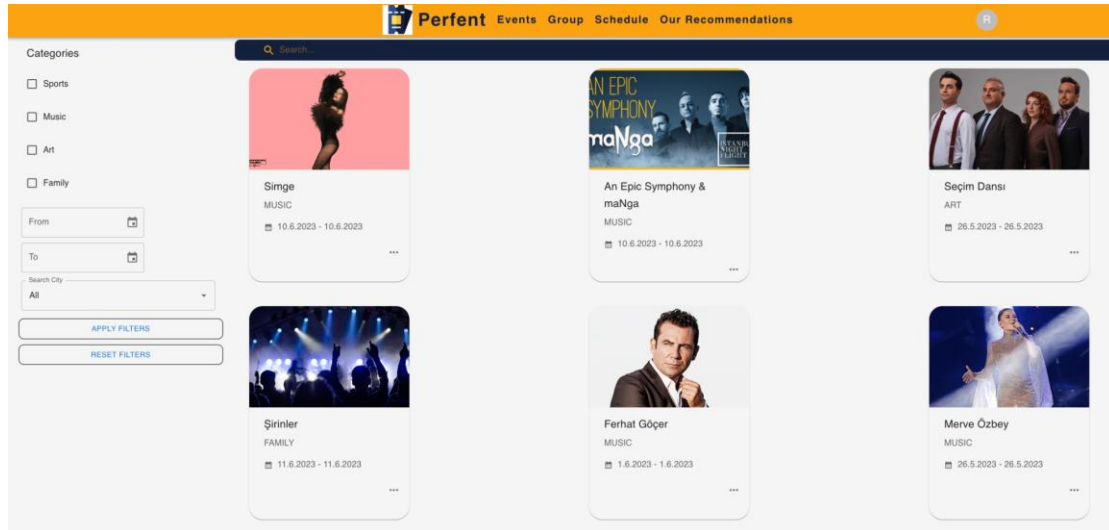 Perfent Events Group Schedule Our Recommendations R
Categories
Sports
Music
Art
Family
From
To
Search City
All
APPLY FILTERS
RESET FILTERS
Search...
Simge
MUSIC
10.6.2023 - 10.6.2023
...
AN EPIC
SYMPHONY
maNga
ISTANBUL
NIGHT
FLIGHT
An Epic Symphony &
maNga
MUSIC
10.6.2023 - 10.6.2023
...
Seçim Dansı
ART
26.5.2023 - 26.5.2023
...
Şirinler
FAMILY
11.6.2023 - 11.6.2023
...
Ferhat Göçer
MUSIC
1.6.2023 - 1.6.2023
...
Merve Özbey
MUSIC
26.5.2023 - 26.5.2023
...